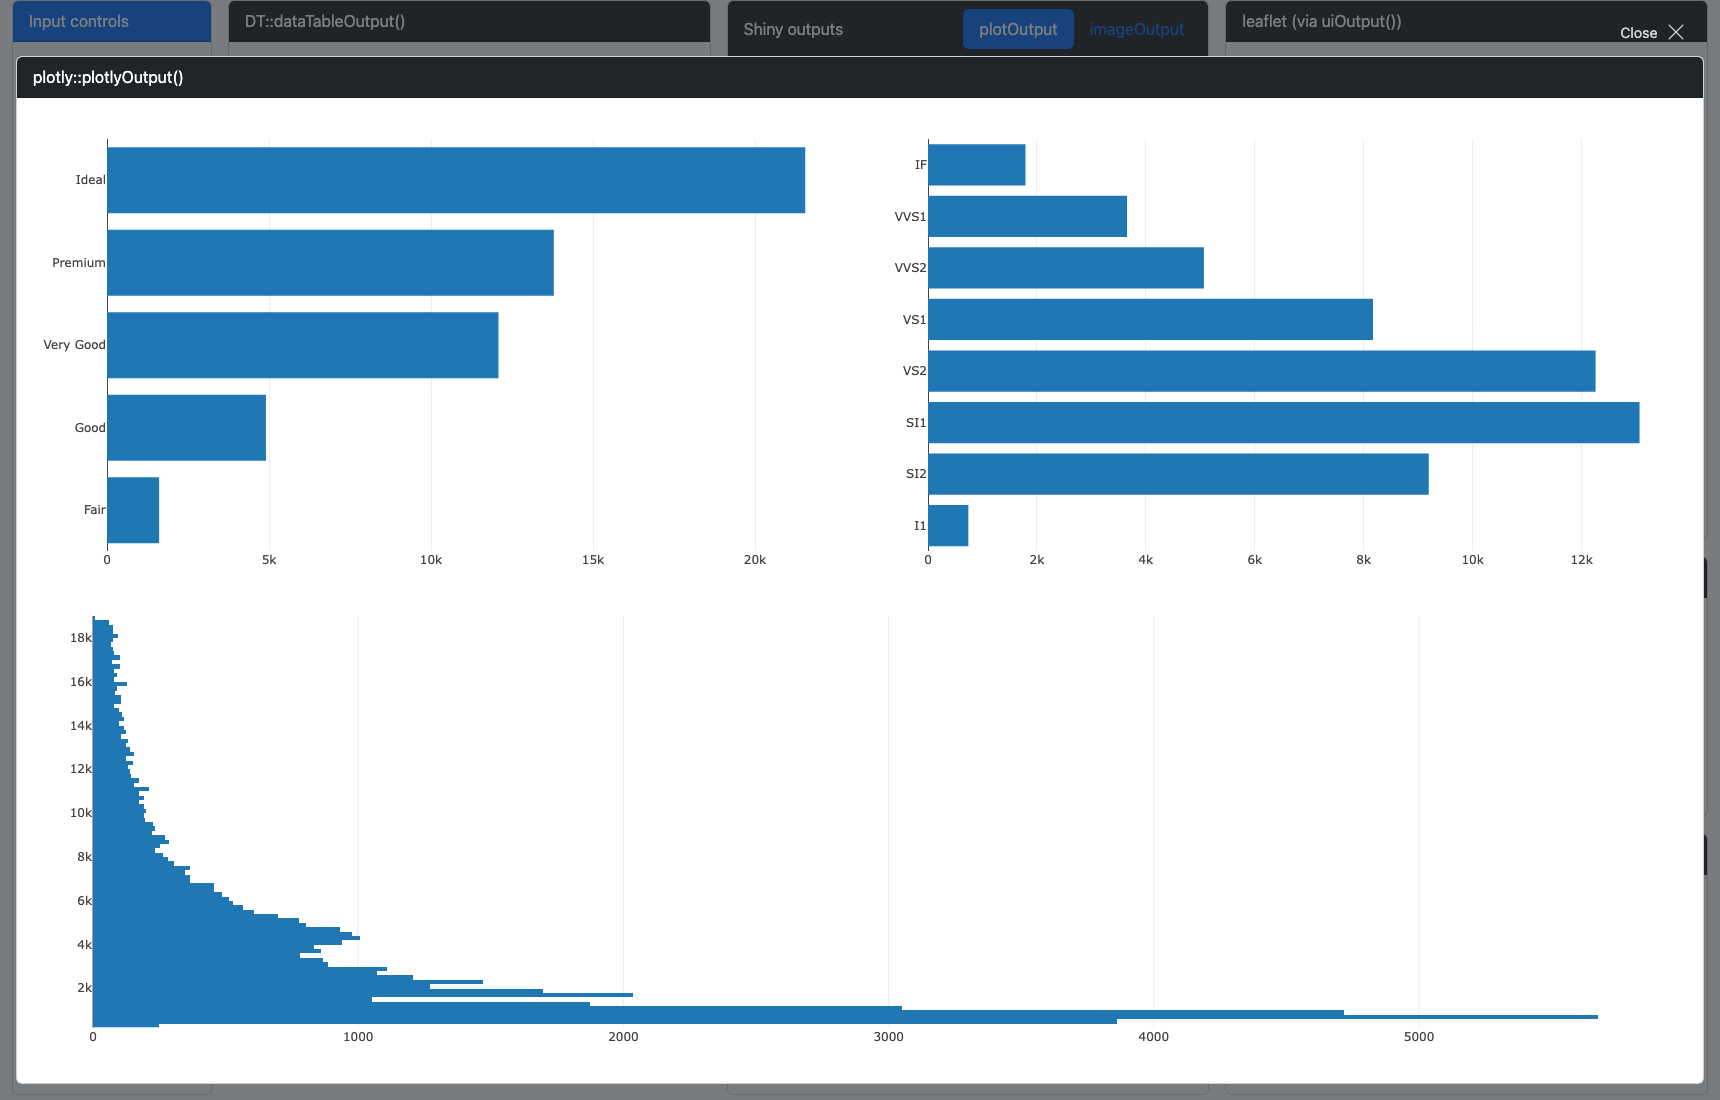 Input controls
DT::dataTableOutput()
Shiny outputs
plotOutput
imageOutput
leaflet (via uiOutput())
Close
plotly::plotlyOutput()
Ideal
Premium
Very Good
Good
Fair
0 5k 10k 15k 20k
IF
VVS1
VVS2
VS1
VS2
SI1
SI2
I1
0 2k 4k 6k 8k 10k 12k
18k
16k
14k
12k
10k
8k
6k
4k
2k
0 1000 2000 3000 4000 5000